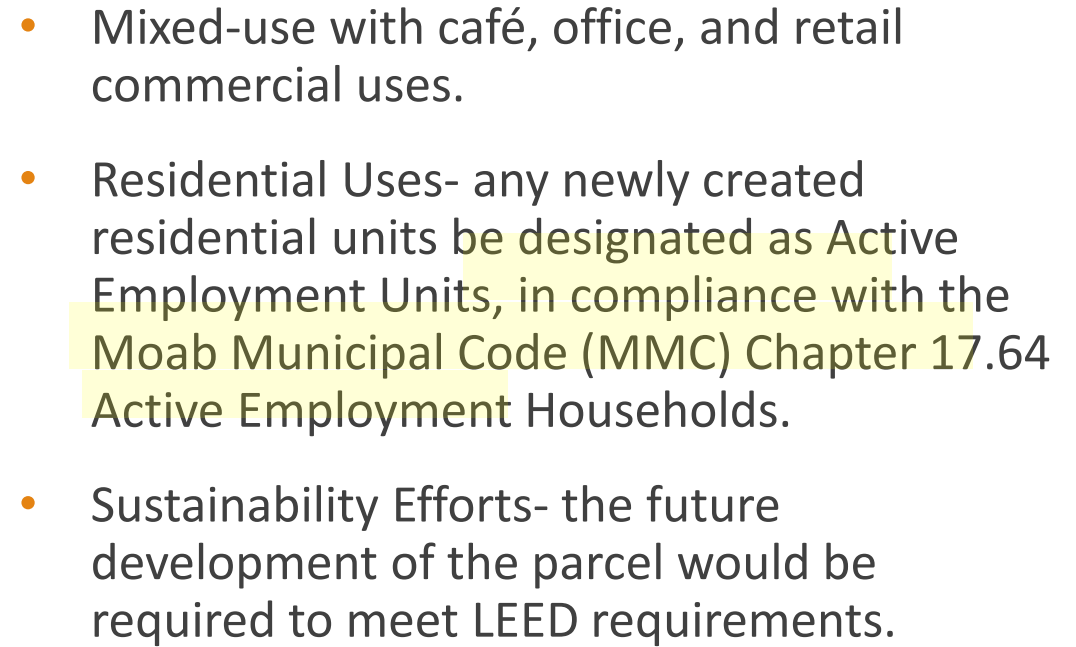 • Mixed-use with café, office, and retail
commercial uses.
• Residential Uses- any newly created
residential units be designated as Active
Employment Units, in compliance with the
Moab Municipal Code (MMC) Chapter 17.64
Active Employment Households.
• Sustainability Efforts- the future
development of the parcel would be
required to meet LEED requirements.